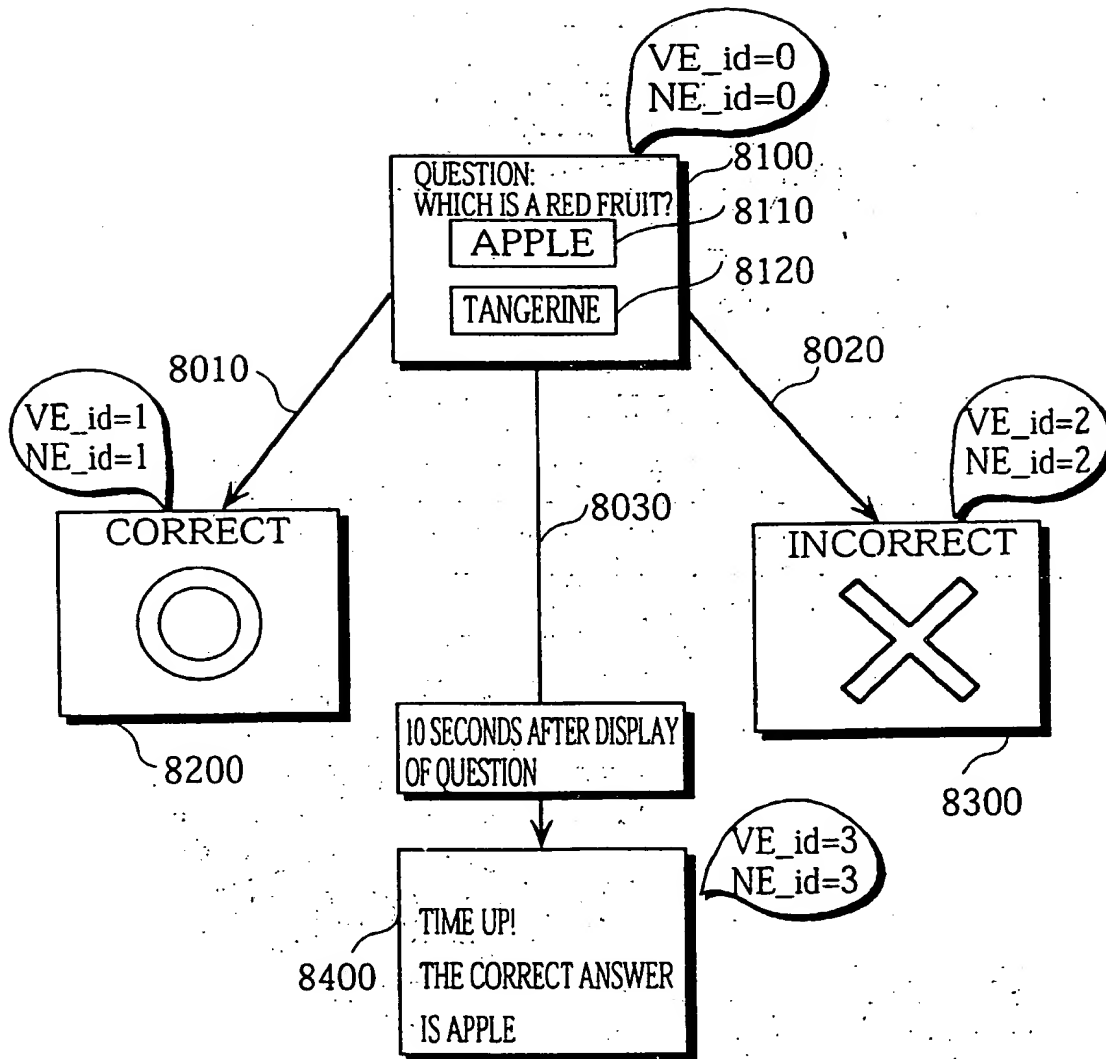 VE_id=0
NE_id=0
8100
QUESTION:
WHICH IS A RED FRUIT?
8110
APPLE
8120
TANGERINE
8010
8020
VE_id=1
NE_id=1
VE_id=2
NE_id=2
8030
CORRECT
INCORRECT
10 SECONDS AFTER DISPLAY
OF QUESTION
8200
8300
VE_id=3
NE_id=3
TIME UP!
8400
THE CORRECT ANSWER
IS APPLE